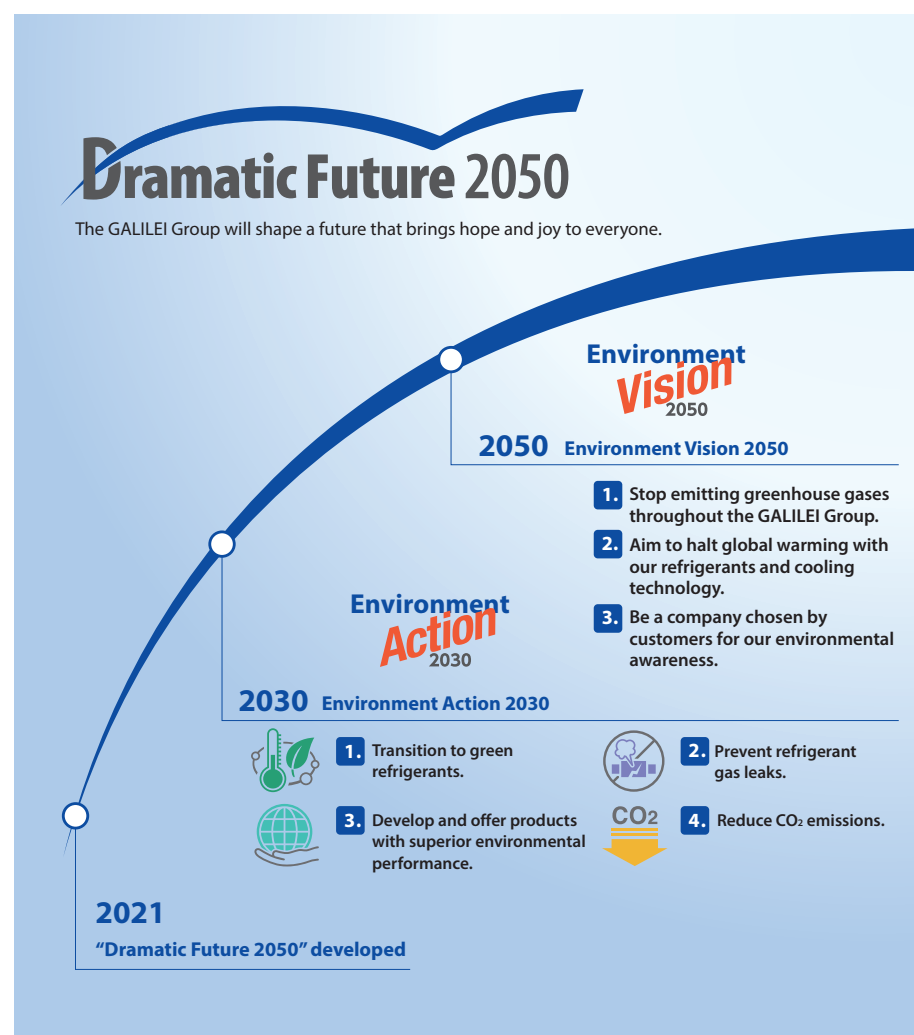 Dramatic Future 2050
The GALILEI Group will shape a future that brings hope and joy to everyone.
Environment
Vision
2050
2050 Environment Vision 2050
1. Stop emitting greenhouse gases
throughout the GALILEI Group.
2. Aim to halt global warming with
our refrigerants and cooling
technology.
3. Be a company chosen by
customers for our environmental
awareness.
Environment
Action
2030
2030 Environment Action 2030
1. Transition to green
refrigerants.
2. Prevent refrigerant
gas leaks.
3. Develop and offer products
with superior environmental
performance.
CO2
4. Reduce CO2 emissions.
2021
“Dramatic Future 2050” developed